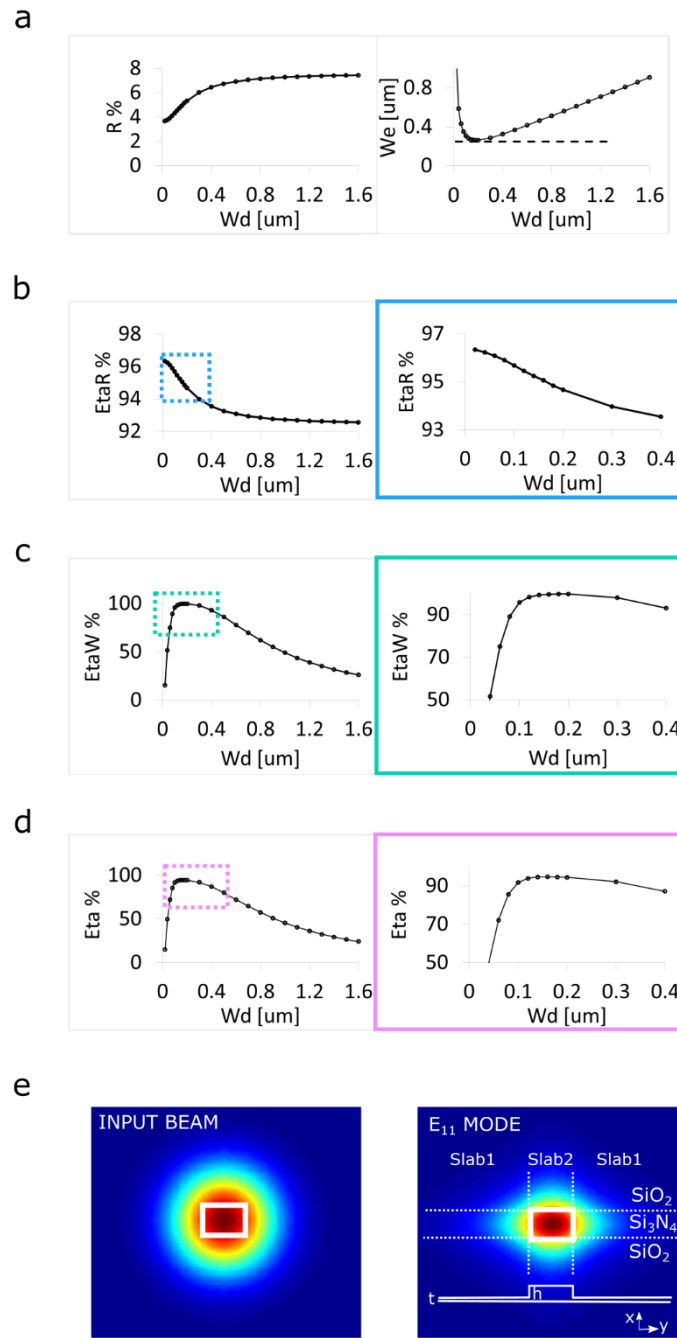 a
R %
8
6
4
2
0
0 0.4 0.8 1.2 1.6
Wd [um]
We [um]
0.8
0.4
0
0 0.4 0.8 1.2 1.6
Wd [um]
b
EtaR %
98
96
94
92
0 0.4 0.8 1.2 1.6
Wd [um]
EtaR %
97
95
93
0 0.1 0.2 0.3 0.4
Wd [um]
c
EtaW %
100
50
0
0 0.4 0.8 1.2 1.6
Wd [um]
EtaW %
90
70
50
0 0.1 0.2 0.3 0.4
Wd [um]
d
Eta %
100
50
0
0 0.4 0.8 1.2 1.6
Wd [um]
Eta %
90
70
50
0 0.1 0.2 0.3 0.4
Wd [um]
e
INPUT BEAM
E₁₁ MODE
Slab1 Slab2 Slab1
SiO₂
Si₃N₄
SiO₂
h
t
x
y